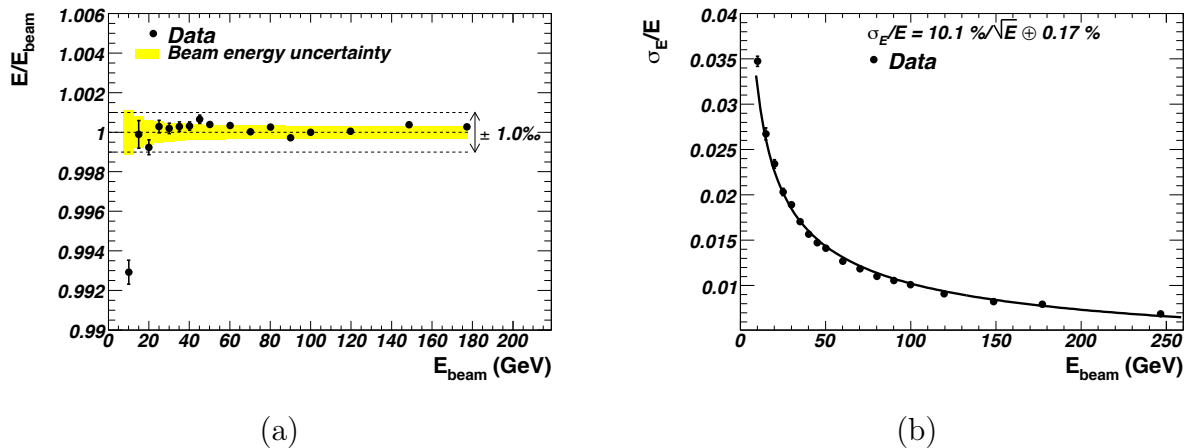 1.006
1.004
1.002
1
0.998
0.996
0.994
0.992
0.99
E/E_beam
Data
Beam energy uncertainty
± 1.0‰
0 20 40 60 80 100 120 140 160 180 200
E_beam (GeV)
(a)
0.04
0.035
0.03
0.025
0.02
0.015
0.01
σ_E/E
σ_E/E = 10.1 %/√E ⊕ 0.17 %
Data
0 50 100 150 200 250
E_beam (GeV)
(b)